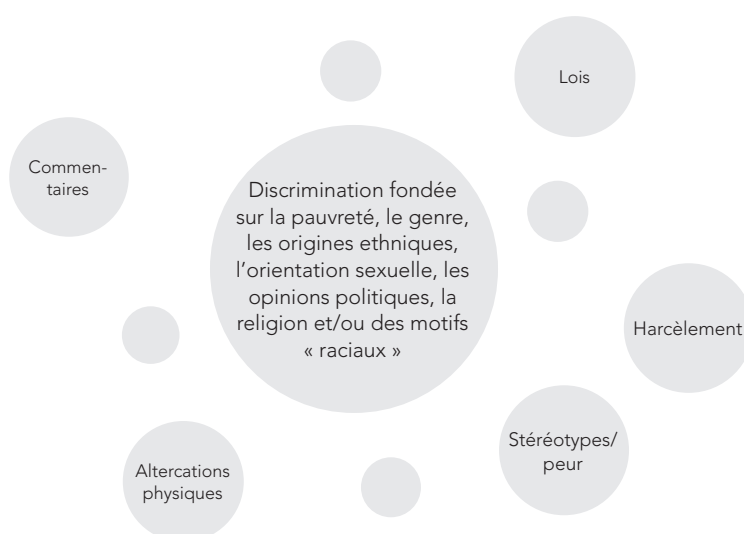 Lois
Commen-
taires
Discrimination fondée
sur la pauvreté, le genre,
les origines ethniques,
l’orientation sexuelle, les
opinions politiques, la
religion et/ou des motifs
« raciaux »
Harcèlement
Stéréotypes/
peur
Altercations
physiques